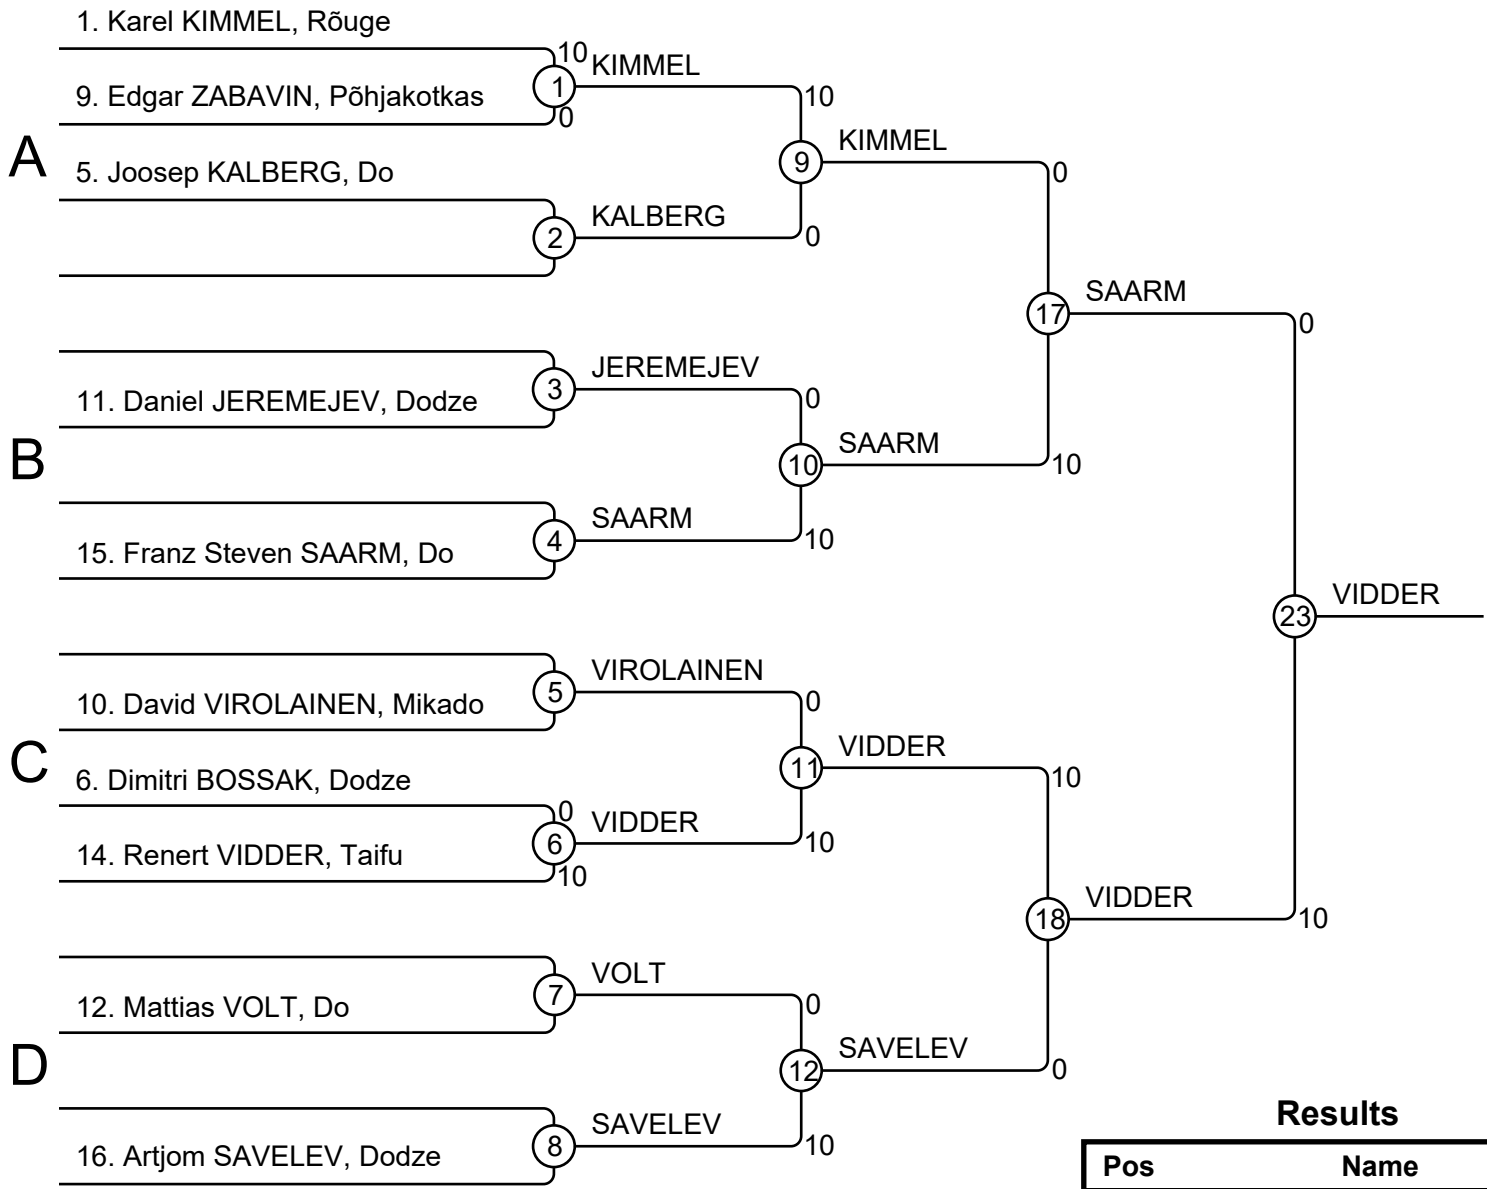 1. Karel KIMMEL, Rõuge
10
KIMMEL
1
9. Edgar ZABAVIN, Põhjakotkas
0
10
KIMMEL
9
A
5. Joosep KALBERG, Do
0
KALBERG
2
0
SAARM
17
0
JEREMEJEV
3
11. Daniel JEREMEJEV, Dodze
0
SAARM
10
B
10
SAARM
4
10
15. Franz Steven SAARM, Do
VIDDER
23
VIROLAINEN
5
10. David VIROLAINEN, Mikado
0
VIDDER
11
C
6. Dimitri BOSSAK, Dodze
10
0
VIDDER
6
10
14. Renert VIDDER, Taifu
10
VIDDER
18
10
VOLT
7
12. Mattias VOLT, Do
0
SAVELEV
12
D
0
SAVELEV
8
10
16. Artjom SAVELEV, Dodze
Results
Pos Name